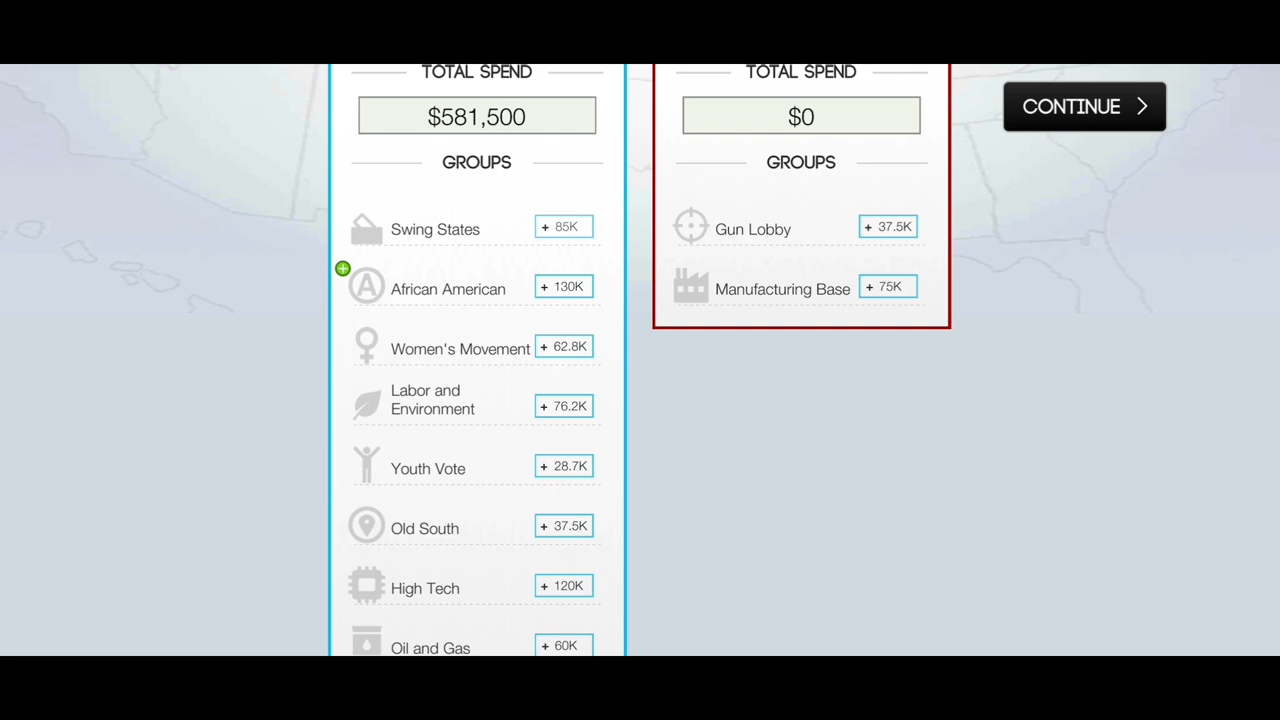 TOTAL SPEND
$581,500
GROUPS
Swing States + 85K
African American + 130K
Women's Movement + 62.8K
Labor and
Environment + 76.2K
Youth Vote + 28.7K
Old South + 37.5K
High Tech + 120K
Oil and Gas + 60K
TOTAL SPEND
$0
GROUPS
Gun Lobby + 37.5K
Manufacturing Base + 75K
CONTINUE